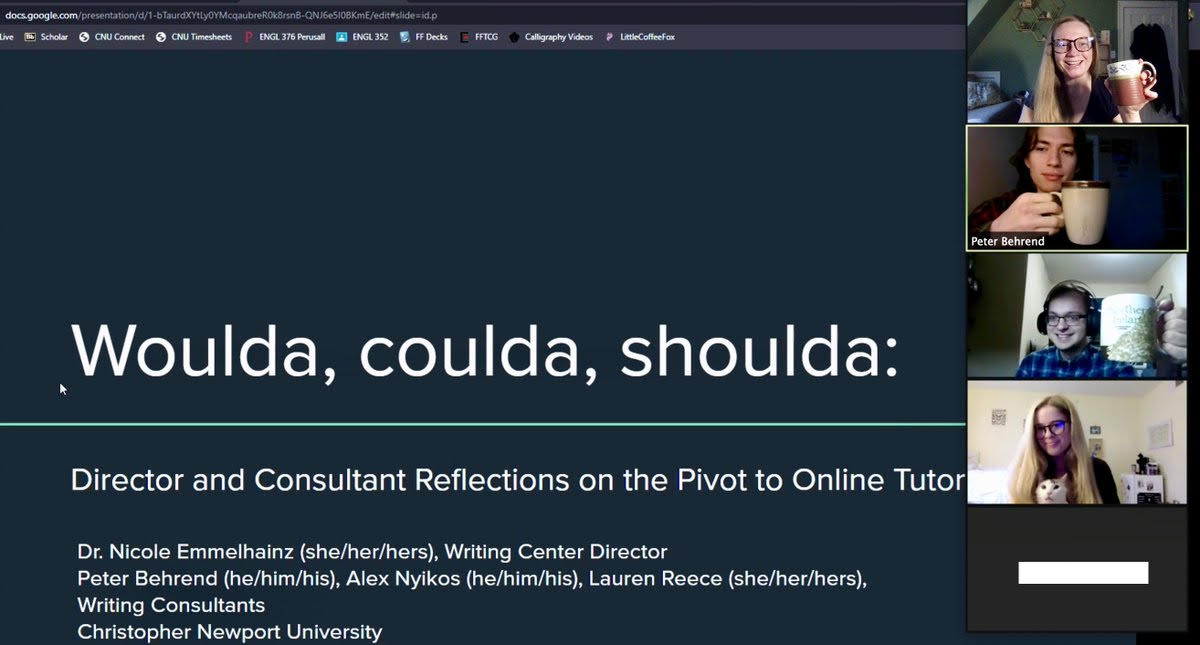 docs.google.com/presentation/d/1-bTaurdXYtLy0YMcqaubreR0k8rsnB-QNJ6e5I0BKmE/edit#slide=id.p
Live Scholar CNU Connect CNU Timesheets ENGL 376 Perusall ENGL 352 FF Decks FFTCG Calligraphy Videos LittleCoffeeFox
Peter Behrend
Woulda, coulda, shoulda:
Director and Consultant Reflections on the Pivot to Online Tutor
Dr. Nicole Emmelhainz (she/her/hers), Writing Center Director
Peter Behrend (he/him/his), Alex Nyikos (he/him/his), Lauren Reece (she/her/hers),
Writing Consultants
Christopher Newport University